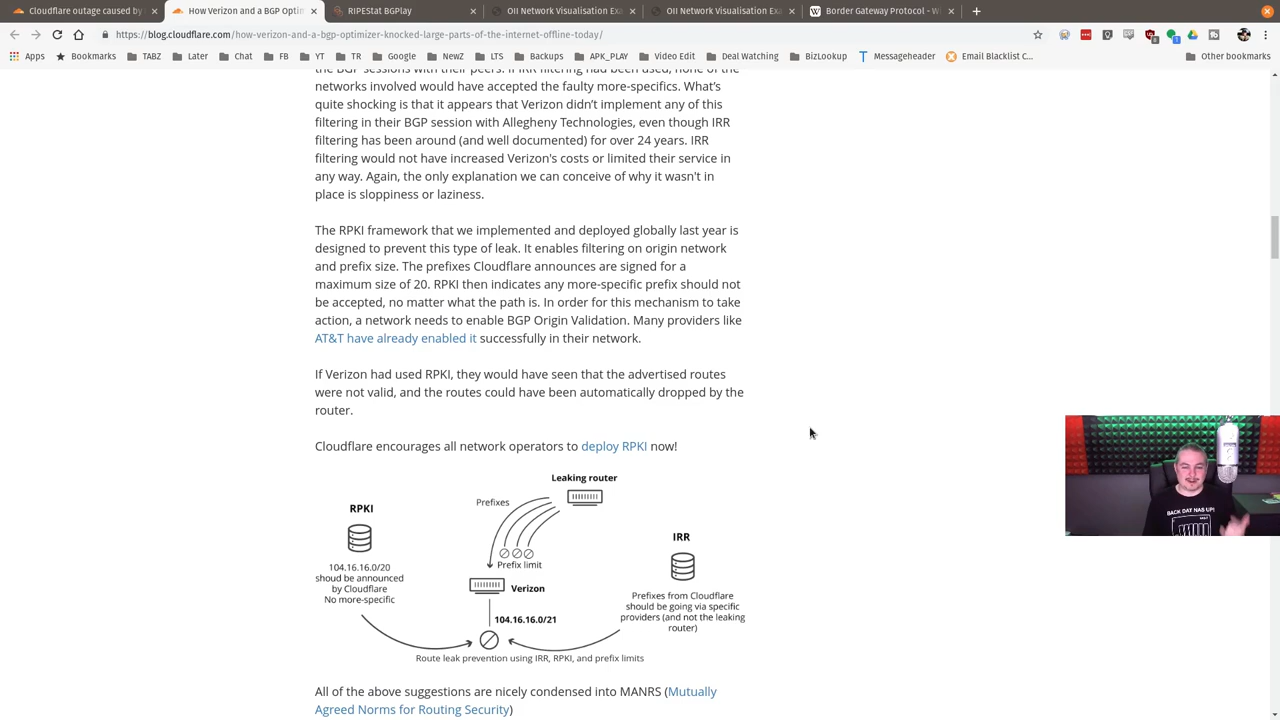 Cloudflare outage caused by
How Verizon and a BGP Optim
RIPEStat BGPlay
OII Network Visualisation Exa
OII Network Visualisation Exa
Border Gateway Protocol - Wi
https://blog.cloudflare.com/how-verizon-and-a-bgp-optimizer-knocked-large-parts-of-the-internet-offline-today/
Apps Bookmarks TABZ Later Chat FB YT TR Google NewZ LTS Backups APK_PLAY Video Edit Deal Watching BizLookup Messageheader Email Blacklist C... Other bookmarks
the BGP sessions with their peers. If IRR filtering had been used, none of the
networks involved would have accepted the faulty more-specifics. What's
quite shocking is that it appears that Verizon didn't implement any of this
filtering in their BGP session with Allegheny Technologies, even though IRR
filtering has been around (and well documented) for over 24 years. IRR
filtering would not have increased Verizon's costs or limited their service in
any way. Again, the only explanation we can conceive of why it wasn't in
place is sloppiness or laziness.
The RPKI framework that we implemented and deployed globally last year is
designed to prevent this type of leak. It enables filtering on origin network
and prefix size. The prefixes Cloudflare announces are signed for a
maximum size of 20. RPKI then indicates any more-specific prefix should not
be accepted, no matter what the path is. In order for this mechanism to take
action, a network needs to enable BGP Origin Validation. Many providers like
AT&T have already enabled it successfully in their network.
If Verizon had used RPKI, they would have seen that the advertised routes
were not valid, and the routes could have been automatically dropped by the
router.
Cloudflare encourages all network operators to deploy RPKI now!
Leaking router
Prefixes
RPKI
IRR
Prefix limit
104.16.16.0/20
shoud be announced
by Cloudflare
No more-specific
Verizon
Prefixes from Cloudflare
should be going via specific
providers (and not the leaking
router)
104.16.16.0/21
Route leak prevention using IRR, RPKI, and prefix limits
BACK DAT NAS UP!
All of the above suggestions are nicely condensed into MANRS (Mutually
Agreed Norms for Routing Security)